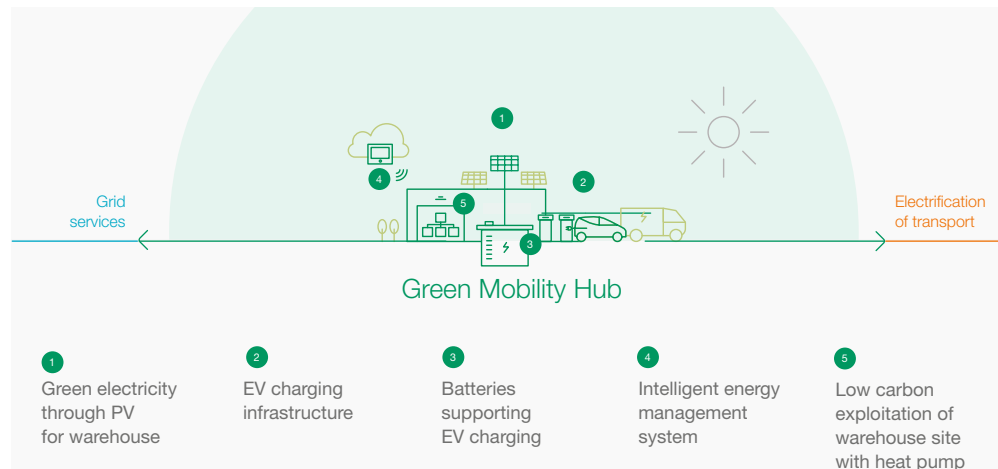 1
4
2
5
Grid
services
Electrification
of transport
3
Green Mobility Hub
1
Green electricity
through PV
for warehouse
2
EV charging
infrastructure
3
Batteries
supporting
EV charging
4
Intelligent energy
management
system
5
Low carbon
exploitation of
warehouse site
with heat pump